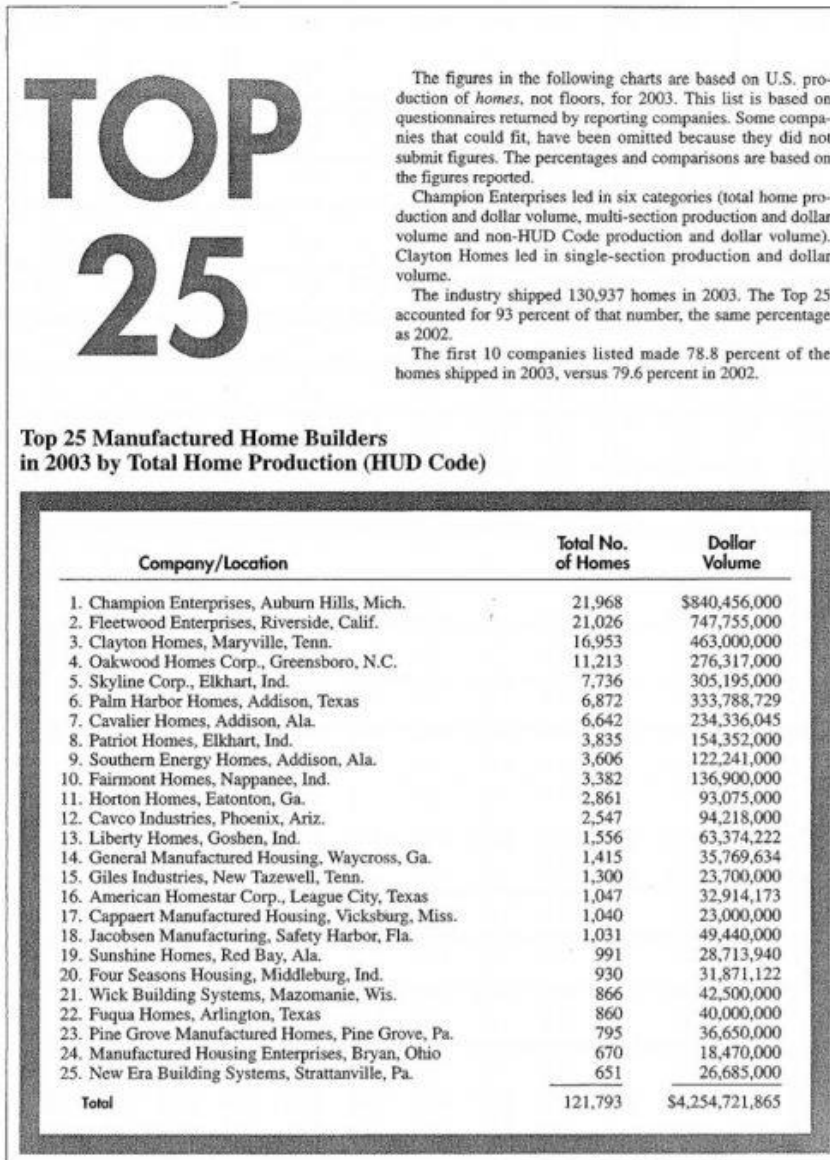 TOP
25
The figures in the following charts are based on U.S. pro-
duction of homes, not floors, for 2003. This list is based on
questionnaires returned by reporting companies. Some compa-
nies that could fit, have been omitted because they did not
submit figures. The percentages and comparisons are based on
the figures reported.
Champion Enterprises led in six categories (total home pro-
duction and dollar volume, multi-section production and dollar
volume and non-HUD Code production and dollar volume).
Clayton Homes led in single-section production and dollar
volume.
The industry shipped 130,937 homes in 2003. The Top 25
accounted for 93 percent of that number, the same percentage
as 2002.
The first 10 companies listed made 78.8 percent of the
homes shipped in 2003, versus 79.6 percent in 2002.
Top 25 Manufactured Home Builders
in 2003 by Total Home Production (HUD Code)
Company/Location Total No. of Homes Dollar Volume
1. Champion Enterprises, Auburn Hills, Mich. 21,968 $840,456,000
2. Fleetwood Enterprises, Riverside, Calif. 21,026 747,755,000
3. Clayton Homes, Maryville, Tenn. 16,953 463,000,000
4. Oakwood Homes Corp., Greensboro, N.C. 11,213 276,317,000
5. Skyline Corp., Elkhart, Ind. 7,736 305,195,000
6. Palm Harbor Homes, Addison, Texas 6,872 333,788,729
7. Cavalier Homes, Addison, Ala. 6,642 234,336,045
8. Patriot Homes, Elkhart, Ind. 3,835 154,352,000
9. Southern Energy Homes, Addison, Ala. 3,606 122,241,000
10. Fairmont Homes, Nappanee, Ind. 3,382 136,900,000
11. Horton Homes, Eatonton, Ga. 2,861 93,075,000
12. Cavco Industries, Phoenix, Ariz. 2,547 94,218,000
13. Liberty Homes, Goshen, Ind. 1,556 63,374,222
14. General Manufactured Housing, Waycross, Ga. 1,415 35,769,634
15. Giles Industries, New Tazewell, Tenn. 1,300 23,700,000
16. American Homestar Corp., League City, Texas 1,047 32,914,173
17. Cappaert Manufactured Housing, Vicksburg, Miss. 1,040 23,000,000
18. Jacobsen Manufacturing, Safety Harbor, Fla. 1,031 49,440,000
19. Sunshine Homes, Red Bay, Ala. 991 28,713,940
20. Four Seasons Housing, Middleburg, Ind. 930 31,871,122
21. Wick Building Systems, Mazomanie, Wis. 866 42,500,000
22. Fuqua Homes, Arlington, Texas 860 40,000,000
23. Pine Grove Manufactured Homes, Pine Grove, Pa. 795 36,650,000
24. Manufactured Housing Enterprises, Bryan, Ohio 670 18,470,000
25. New Era Building Systems, Strattanville, Pa. 651 26,685,000
Total 121,793 $4,254,721,865